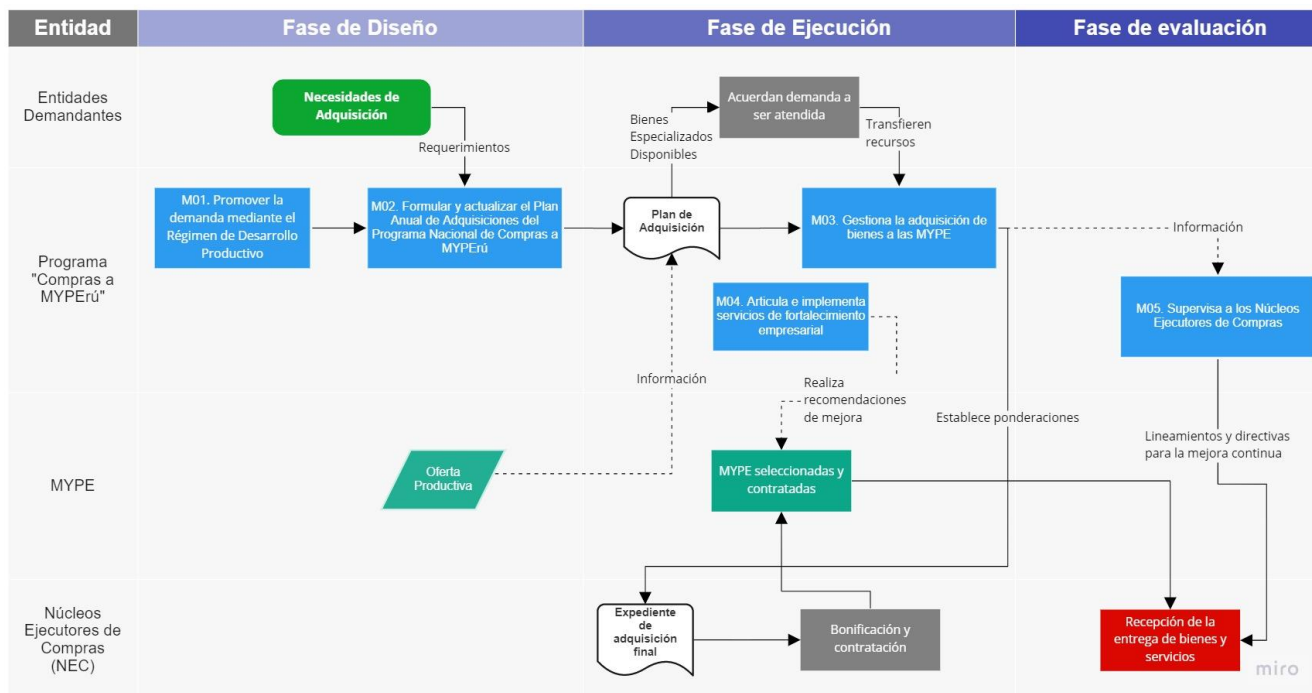 Entidad
Fase de Diseño
Fase de Ejecución
Fase de evaluación
Entidades
Demandantes
Necesidades de
Adquisición
Requerimientos
Bienes
Especializados
Disponibles
Acuerdan demanda a
ser atendida
Transfieren
recursos
Programa
"Compras a
MYPErú"
M01. Promover la
demanda mediante el
Régimen de Desarrollo
Productivo
M02. Formular y actualizar el Plan
Anual de Adquisiciones del
Programa Nacional de Compras a
MYPErú
Plan de
Adquisición
M03. Gestiona la adquisición de
bienes a las MYPE
Información
M04. Articula e implementa
servicios de fortalecimiento
empresarial
M05. Supervisa a los Núcleos
Ejecutores de Compras
Información
Realiza
recomendaciones
de mejora
Establece ponderaciones
Lineamientos y directivas
para la mejora continua
MYPE
Oferta
Productiva
MYPE seleccionadas y
contratadas
Núcleos
Ejecutores de
Compras
(NEC)
Expediente
de
adquisición
final
Bonificación y
contratación
Recepción de la
entrega de bienes y
servicios
miro